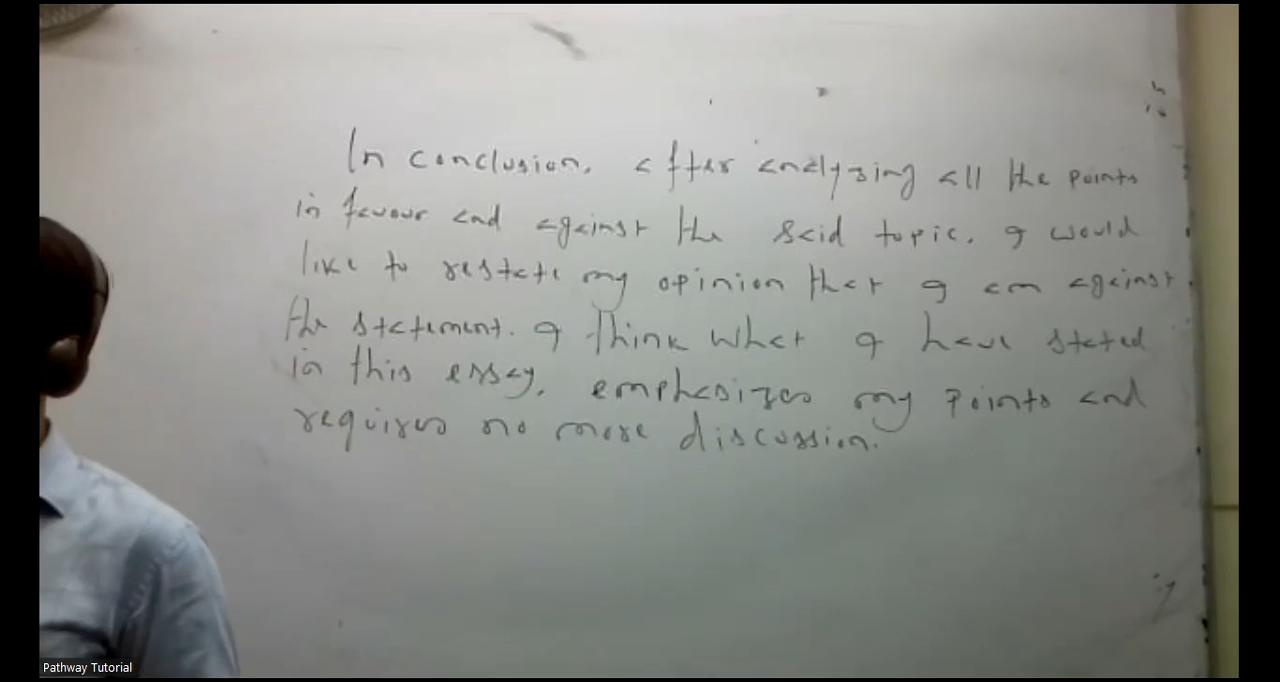 In conclusion, after analyzing all the points
in favour and against the said topic, I would
like to restate my opinion that I am against
the statement. I think what I have stated
in this essay, emphasizes my points and
requires no more discussion.
Pathway Tutorial